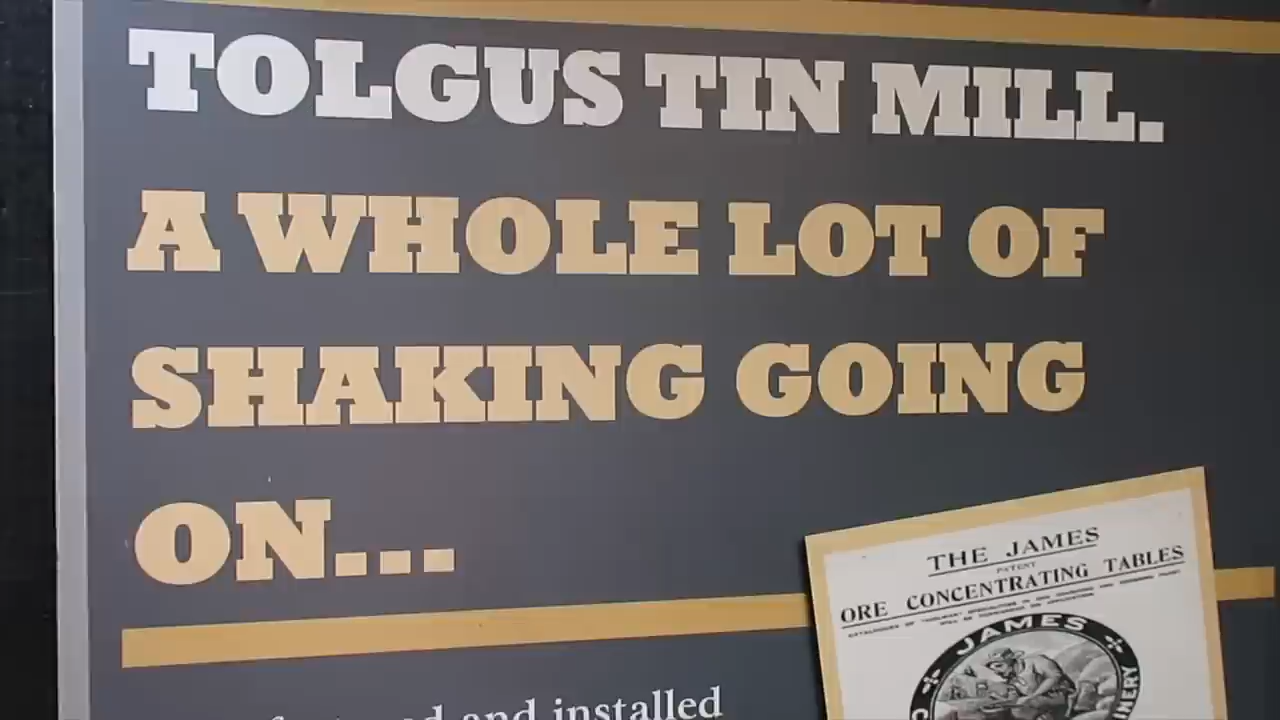 TOLGUS TIN MILL.
A WHOLE LOT OF
SHAKING GOING
ON...
THE JAMES
PATENT
ORE CONCENTRATING TABLES
JAMES
and installed